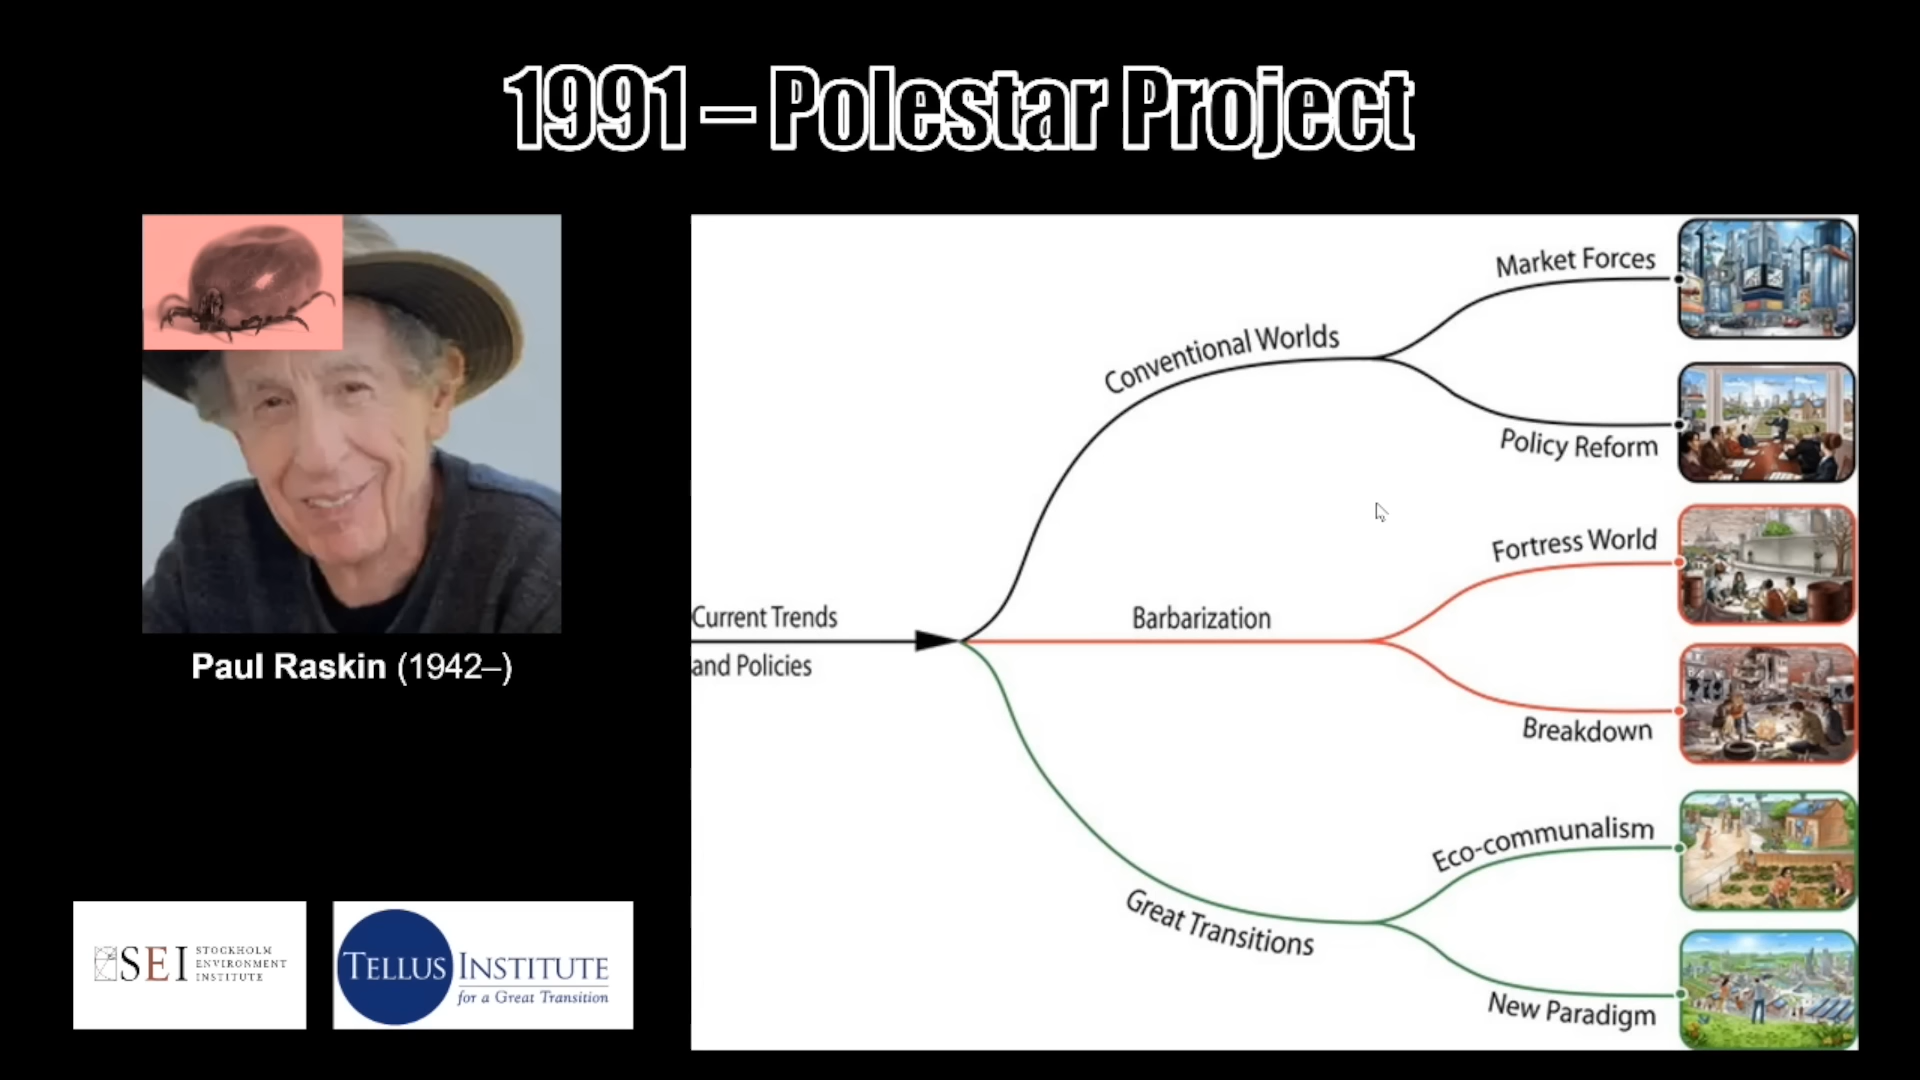 1991 – Polestar Project
Paul Raskin (1942–)
SEI STOCKHOLM
ENVIRONMENT
INSTITUTE
TELLUS INSTITUTE
for a Great Transition
Current Trends
and Policies
Conventional Worlds
Market Forces
Policy Reform
Barbarization
Fortress World
Breakdown
Great Transitions
Eco-communalism
New Paradigm